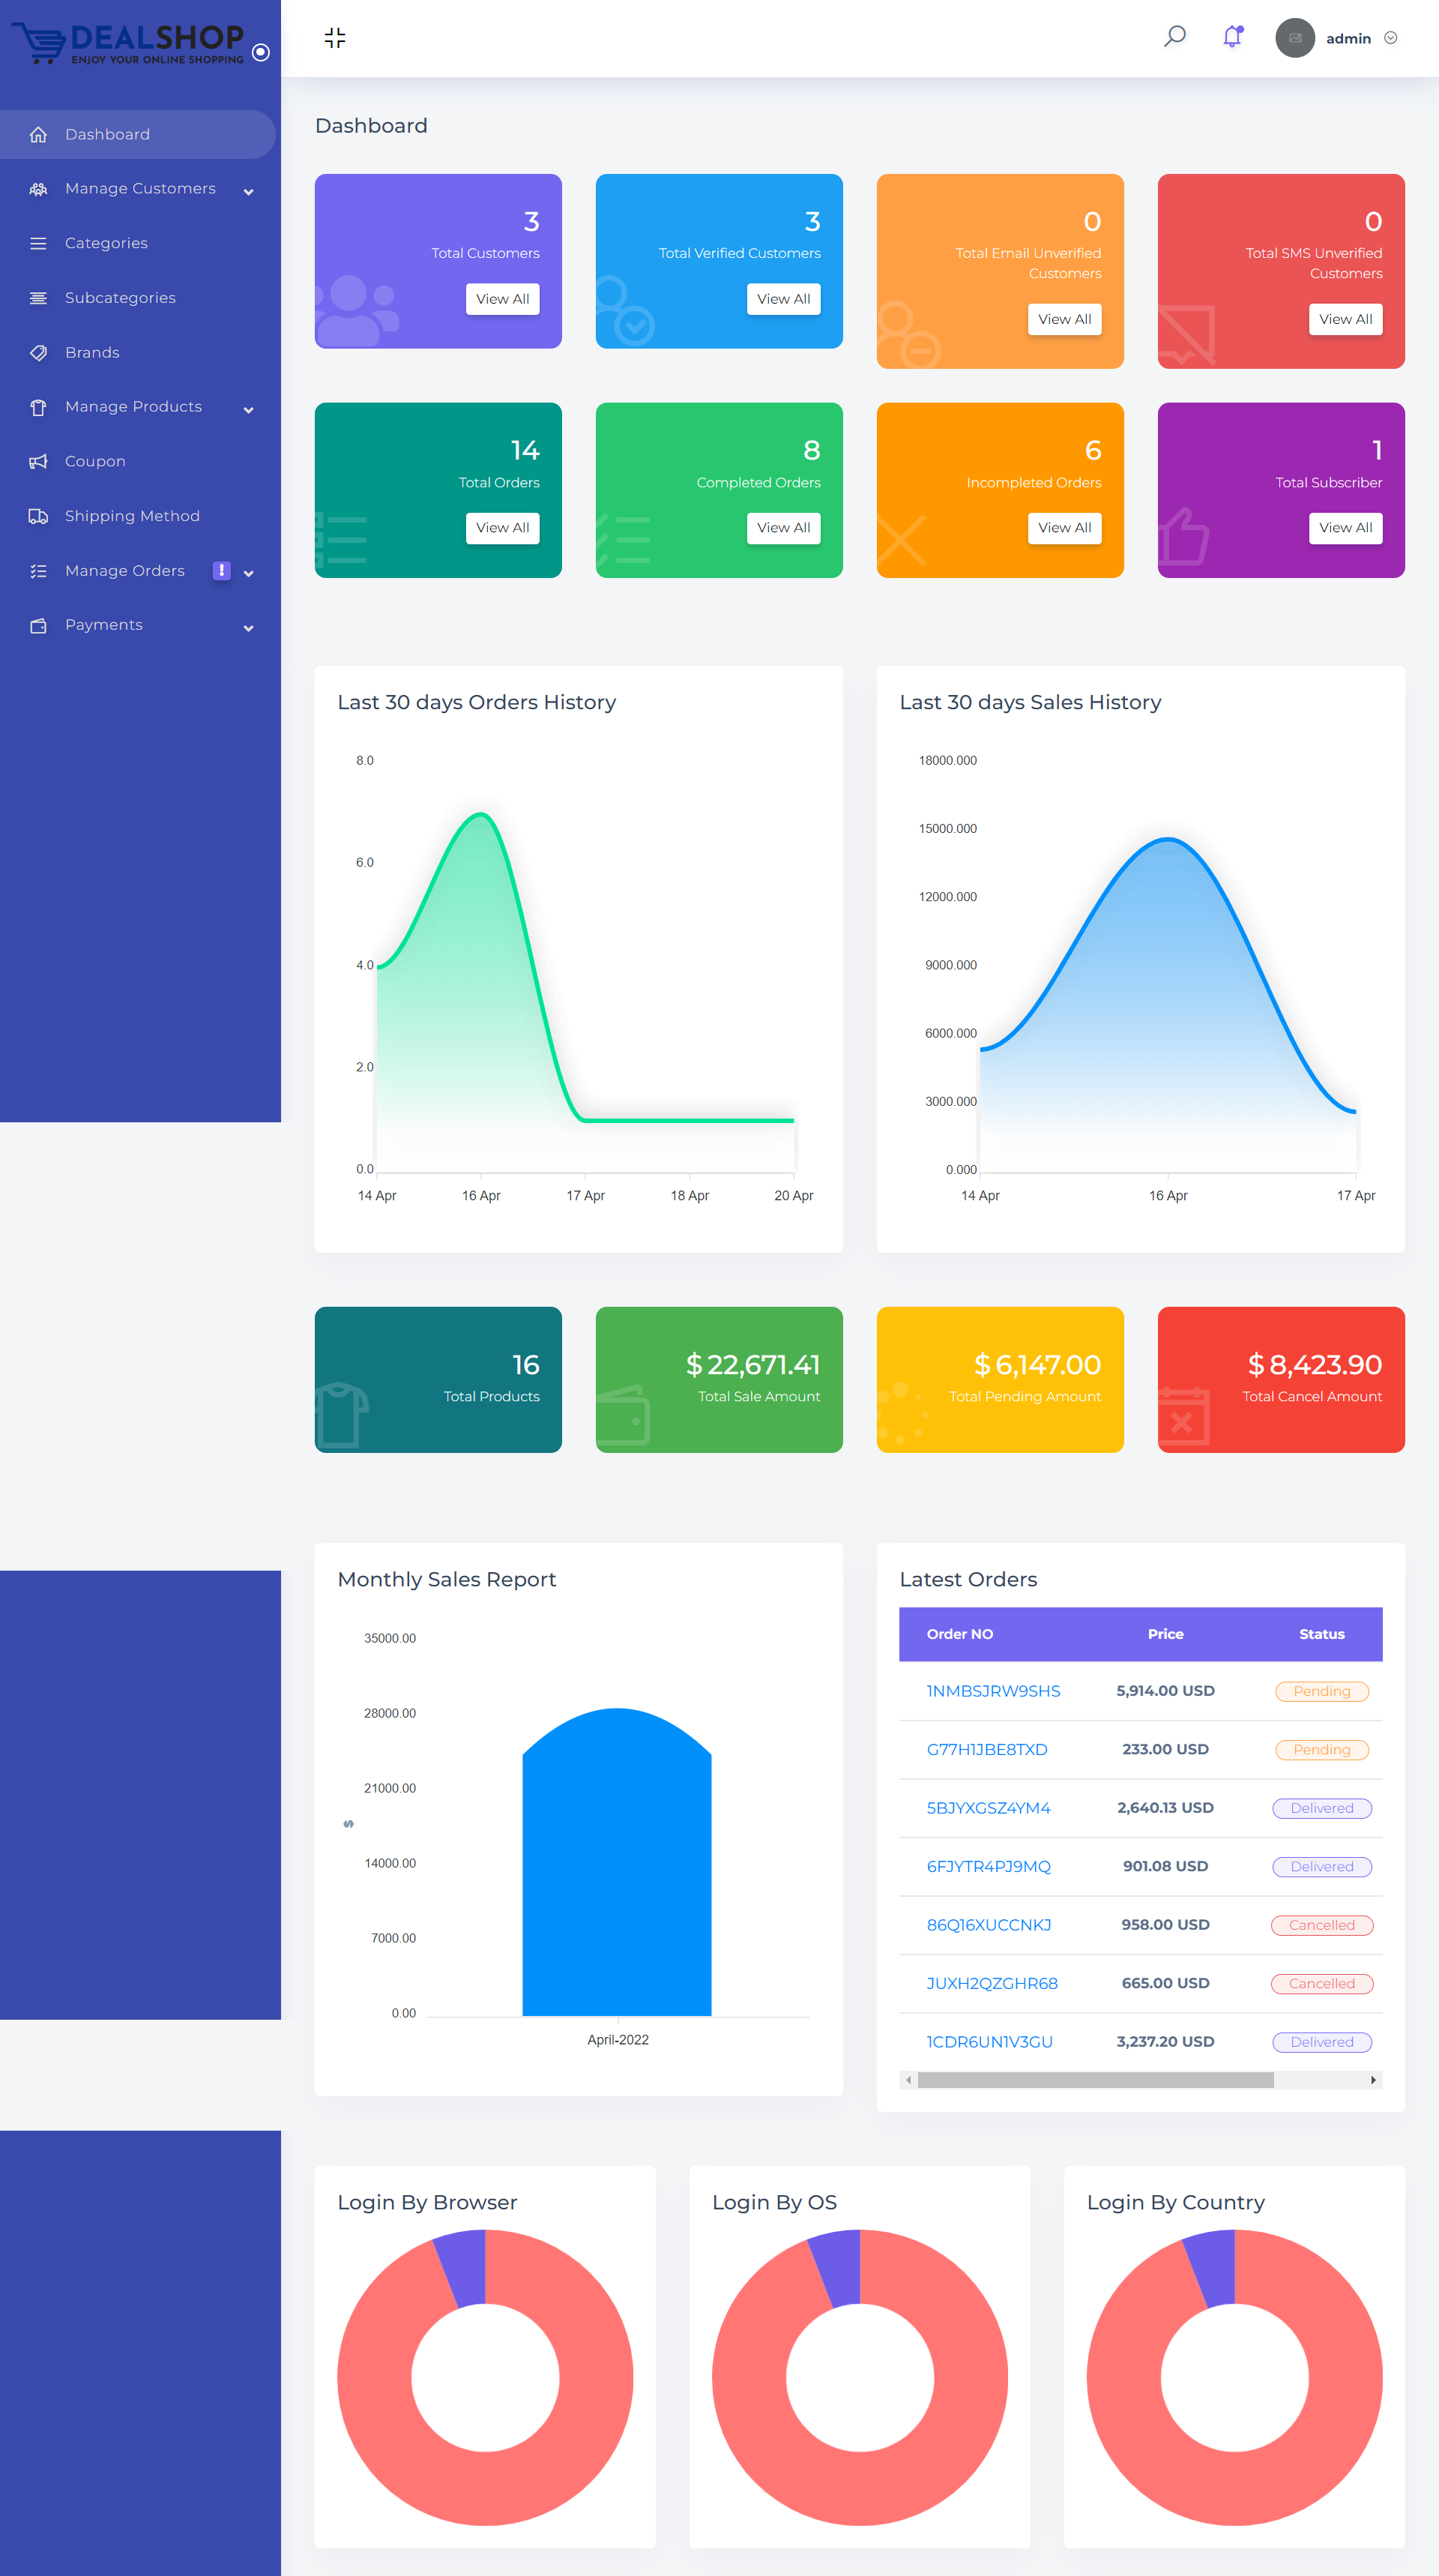 DEALSHOP
ENJOY YOUR ONLINE SHOPPING
admin
Dashboard
Manage Customers
Categories
Subcategories
Brands
Manage Products
Coupon
Shipping Method
Manage Orders
Payments
Dashboard
3
Total Customers
View All
3
Total Verified Customers
View All
0
Total Email Unverified
Customers
View All
0
Total SMS Unverified
Customers
View All
14
Total Orders
View All
8
Completed Orders
View All
6
Incompleted Orders
View All
1
Total Subscriber
View All
Last 30 days Orders History
8.0
6.0
4.0
2.0
0.0
14 Apr 16 Apr 17 Apr 18 Apr 20 Apr
Last 30 days Sales History
18000.000
15000.000
12000.000
9000.000
6000.000
3000.000
0.000
14 Apr 16 Apr 17 Apr
16
Total Products
$ 22,671.41
Total Sale Amount
$ 6,147.00
Total Pending Amount
$ 8,423.90
Total Cancel Amount
Monthly Sales Report
35000.00
28000.00
21000.00
$
14000.00
7000.00
0.00
April-2022
Latest Orders
Order NO Price Status
1NMBSJRW9SHS 5,914.00 USD Pending
G77H1JBE8TXD 233.00 USD Pending
5BJYXGSZ4YM4 2,640.13 USD Delivered
6FJYTR4PJ9MQ 901.08 USD Delivered
86Q16XUCCNKJ 958.00 USD Cancelled
JUXH2QZGHR68 665.00 USD Cancelled
1CDR6UN1V3GU 3,237.20 USD Delivered
Login By Browser
Login By OS
Login By Country